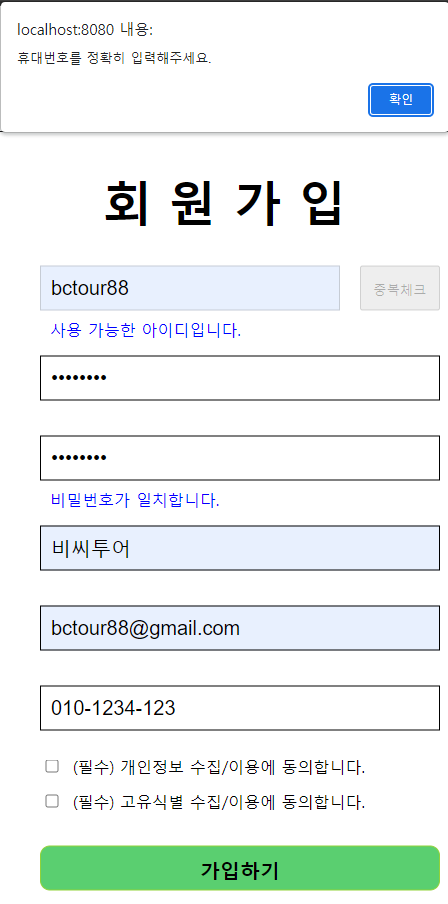 localhost:8080 내용:
휴대번호를 정확히 입력해주세요.
확인
회 원 가 입
bctour88
중복체크
사용 가능한 아이디입니다.
비밀번호가 일치합니다.
비씨투어
bctour88@gmail.com
010-1234-123
(필수) 개인정보 수집/이용에 동의합니다.
(필수) 고유식별 수집/이용에 동의합니다.
가입하기